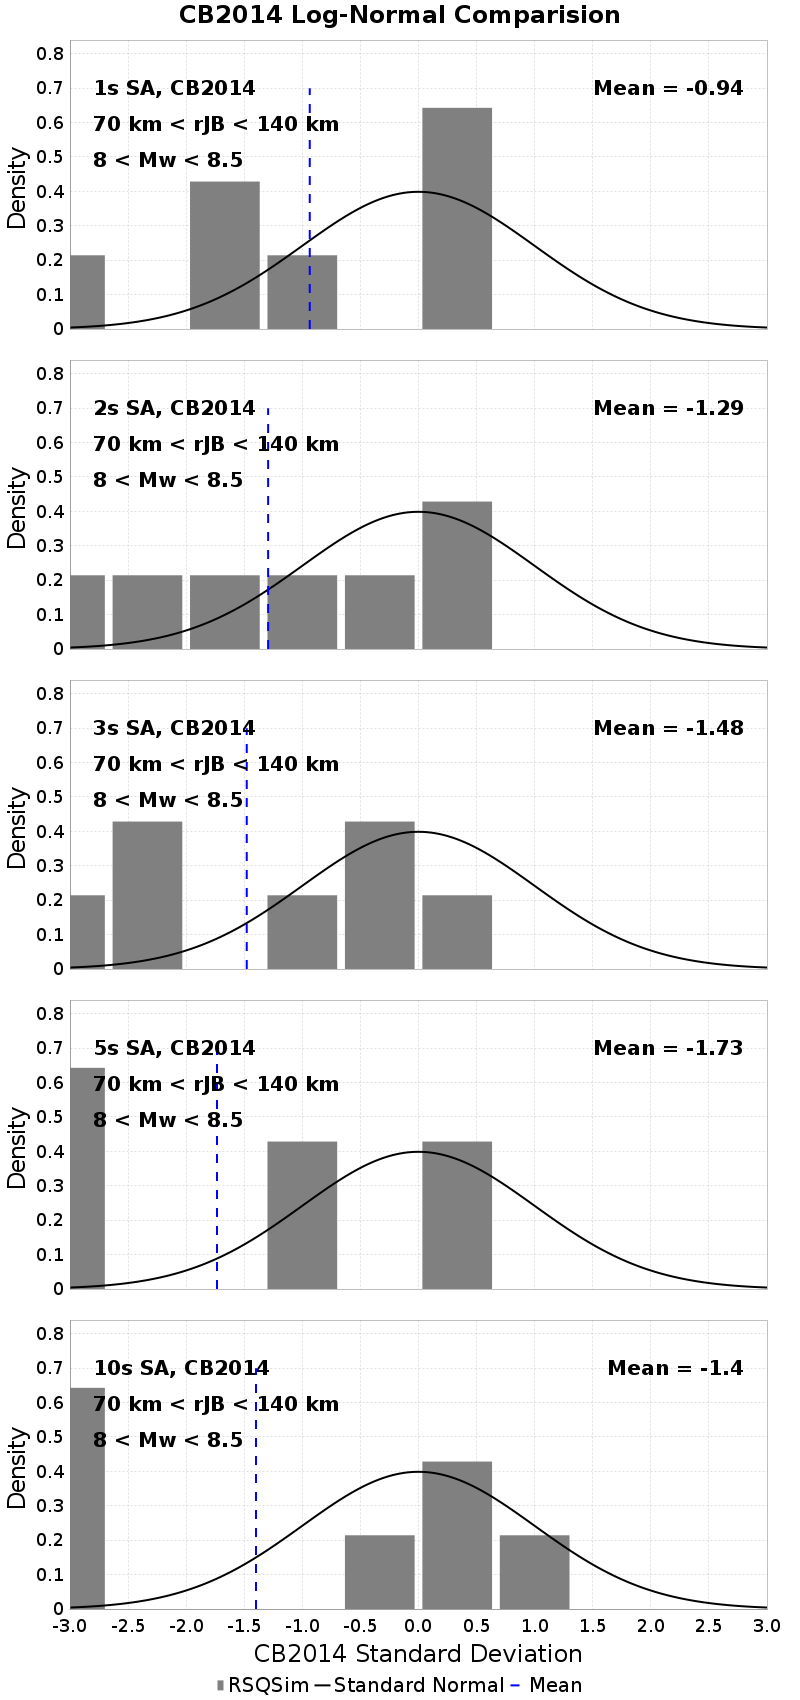 CB2014 Log-Normal Comparision
0.8
0.7
0.6
0.5
0.4
0.3
0.2
0.1
0
Density
1s SA, CB2014
Mean = -0.94
70 km < rJB < 140 km
8 < Mw < 8.5
0.8
0.7
0.6
0.5
0.4
0.3
0.2
0.1
0
Density
2s SA, CB2014
Mean = -1.29
70 km < rJB < 140 km
8 < Mw < 8.5
0.8
0.7
0.6
0.5
0.4
0.3
0.2
0.1
0
Density
3s SA, CB2014
Mean = -1.48
70 km < rJB < 140 km
8 < Mw < 8.5
0.8
0.7
0.6
0.5
0.4
0.3
0.2
0.1
0
Density
5s SA, CB2014
Mean = -1.73
70 km < rJB < 140 km
8 < Mw < 8.5
0.8
0.7
0.6
0.5
0.4
0.3
0.2
0.1
0
Density
10s SA, CB2014
Mean = -1.4
70 km < rJB < 140 km
8 < Mw < 8.5
-3.0 -2.5 -2.0 -1.5 -1.0 -0.5 0.0 0.5 1.0 1.5 2.0 2.5 3.0
CB2014 Standard Deviation
RSQSim Standard Normal Mean